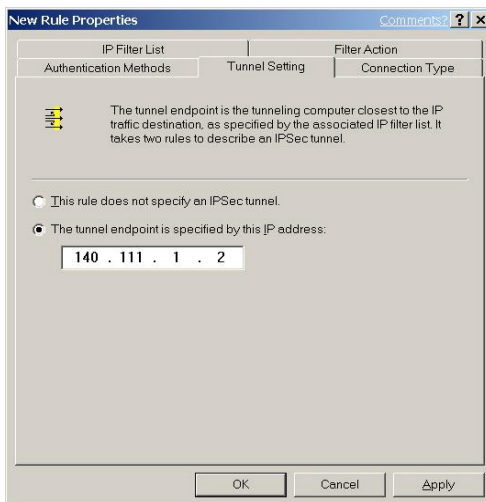 New Rule Properties Comments? ? ×
IP Filter List Filter Action
Authentication Methods Tunnel Setting Connection Type
The tunnel endpoint is the tunneling computer closest to the IP
traffic destination, as specified by the associated IP filter list. It
takes two rules to describe an IPSec tunnel.
This rule does not specify an IPSec tunnel.
The tunnel endpoint is specified by this IP address:
140 . 111 . 1 . 2
OK Cancel Apply